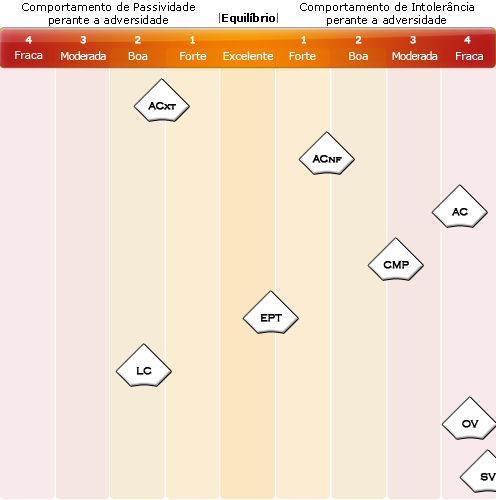 Comportamento de Passividade
perante a adversidade
|Equilíbrio|
Comportamento de Intolerância
perante a adversidade
4 3 2 1 1 2 3 4
Fraca Moderada Boa Forte Excelente Forte Boa Moderada Fraca
ACXT
ACNF
AC
CMP
EPT
LC
OV
SV